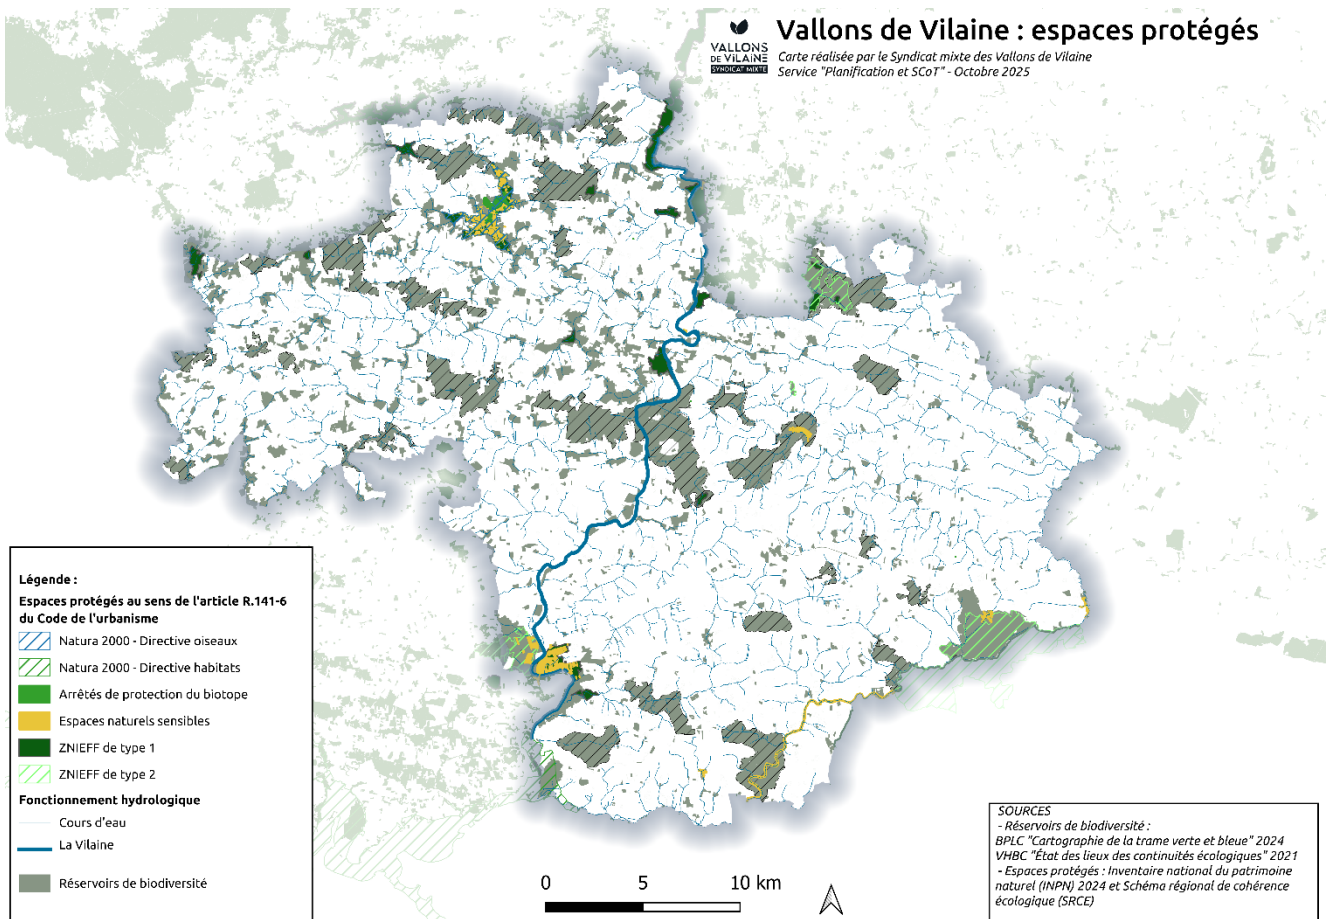 VALLONS
DE VILAINE
SYNDICAT MIXTE
Vallons de Vilaine : espaces protégés
Carte réalisée par le Syndicat mixte des Vallons de Vilaine
Service "Planification et SCoT" - Octobre 2025
Légende :
Espaces protégés au sens de l'article R.141-6
du Code de l'urbanisme
Natura 2000 - Directive oiseaux
Natura 2000 - Directive habitats
Arrêtés de protection du biotope
Espaces naturels sensibles
ZNIEFF de type 1
ZNIEFF de type 2
Fonctionnement hydrologique
Cours d'eau
La Vilaine
Réservoirs de biodiversité
0 5 10 km
SOURCES
- Réservoirs de biodiversité :
BPLC "Cartographie de la trame verte et bleue" 2024
VHBC "État des lieux des continuités écologiques" 2021
- Espaces protégés : Inventaire national du patrimoine
naturel (INPN) 2024 et Schéma régional de cohérence
écologique (SRCE)